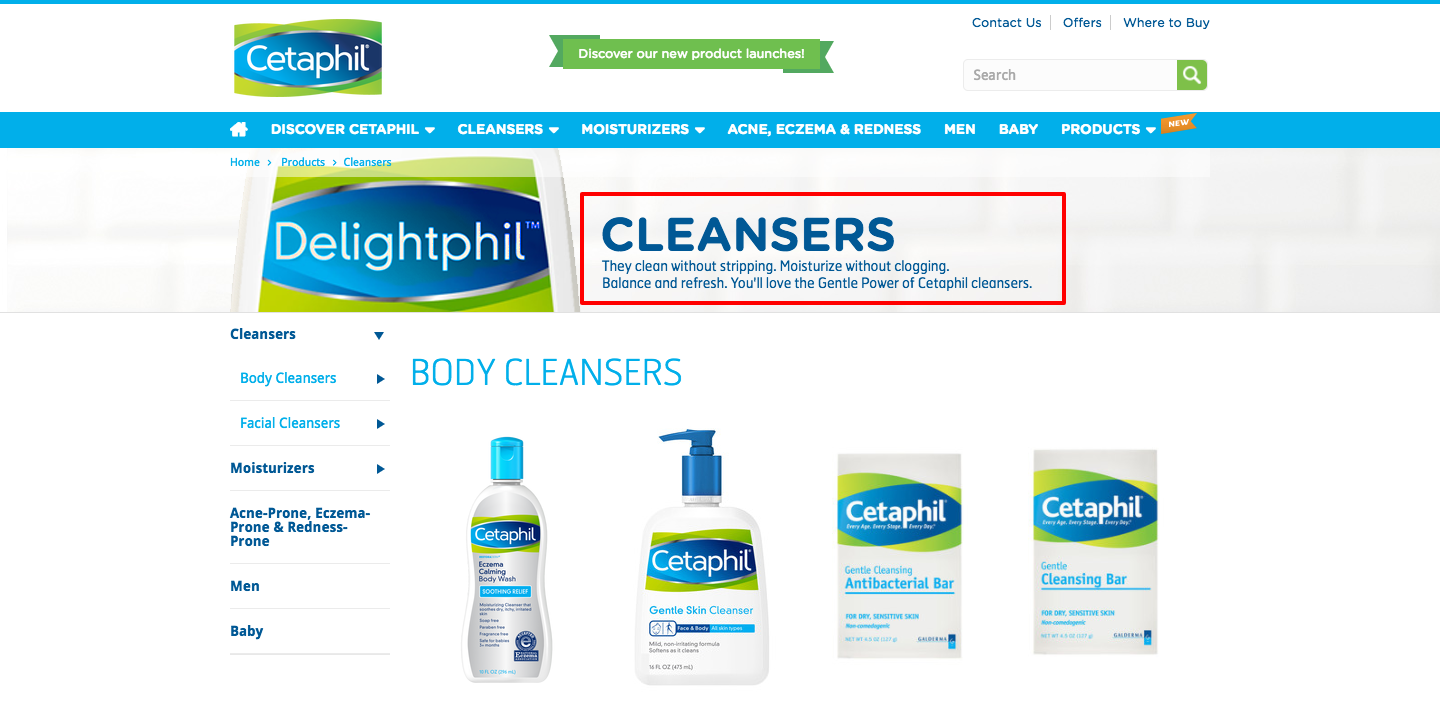 Cetaphil®
Discover our new product launches!
Contact Us
Offers
Where to Buy
Search
DISCOVER CETAPHIL
CLEANSERS
MOISTURIZERS
ACNE, ECZEMA & REDNESS
MEN
BABY
PRODUCTS
NEW
Home > Products > Cleansers
Delightphil™
CLEANSERS
They clean without stripping. Moisturize without clogging.
Balance and refresh. You'll love the Gentle Power of Cetaphil cleansers.
Cleansers
Body Cleansers
Facial Cleansers
Moisturizers
Acne-Prone, Eczema-
Prone & Redness-
Prone
Men
Baby
BODY CLEANSERS
Cetaphil
Eczema
Calming
Body Wash
SOOTHING RELIEF
Moisturizing Cleanser that
soothes dry, itchy, irritated
skin
Soap free
Paraben free
Fragrance free
Safe for babies
3+ months
10 FL OZ (296 mL)
Cetaphil®
Gentle Skin Cleanser
Face & Body
All skin types
Mild, non-irritating formula
Softens as it cleans
16 FL OZ (473 mL)
Cetaphil®
Every Age. Every Stage. Every Day.®
Gentle Cleansing
Antibacterial Bar
FOR DRY, SENSITIVE SKIN
Non-comedogenic
NET WT 4.5 OZ (127 g)
GALDERMA
Cetaphil®
Every Age. Every Stage. Every Day.®
Gentle
Cleansing Bar
FOR DRY, SENSITIVE SKIN
Non-comedogenic
NET WT 4.5 OZ (127 g)
GALDERMA